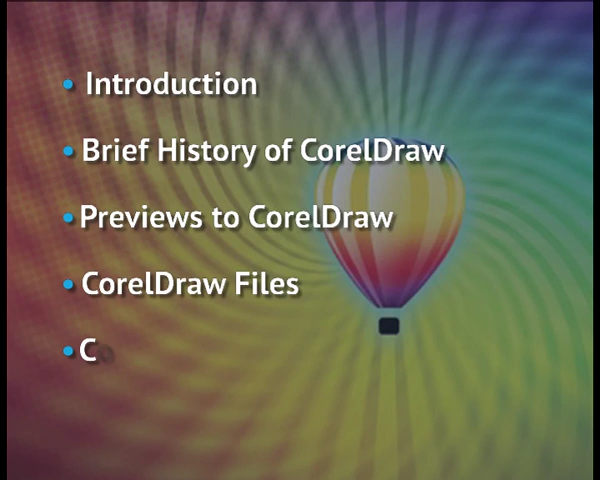 • Introduction
• Brief History of CorelDraw
• Previews to CorelDraw
• CorelDraw Files
• C